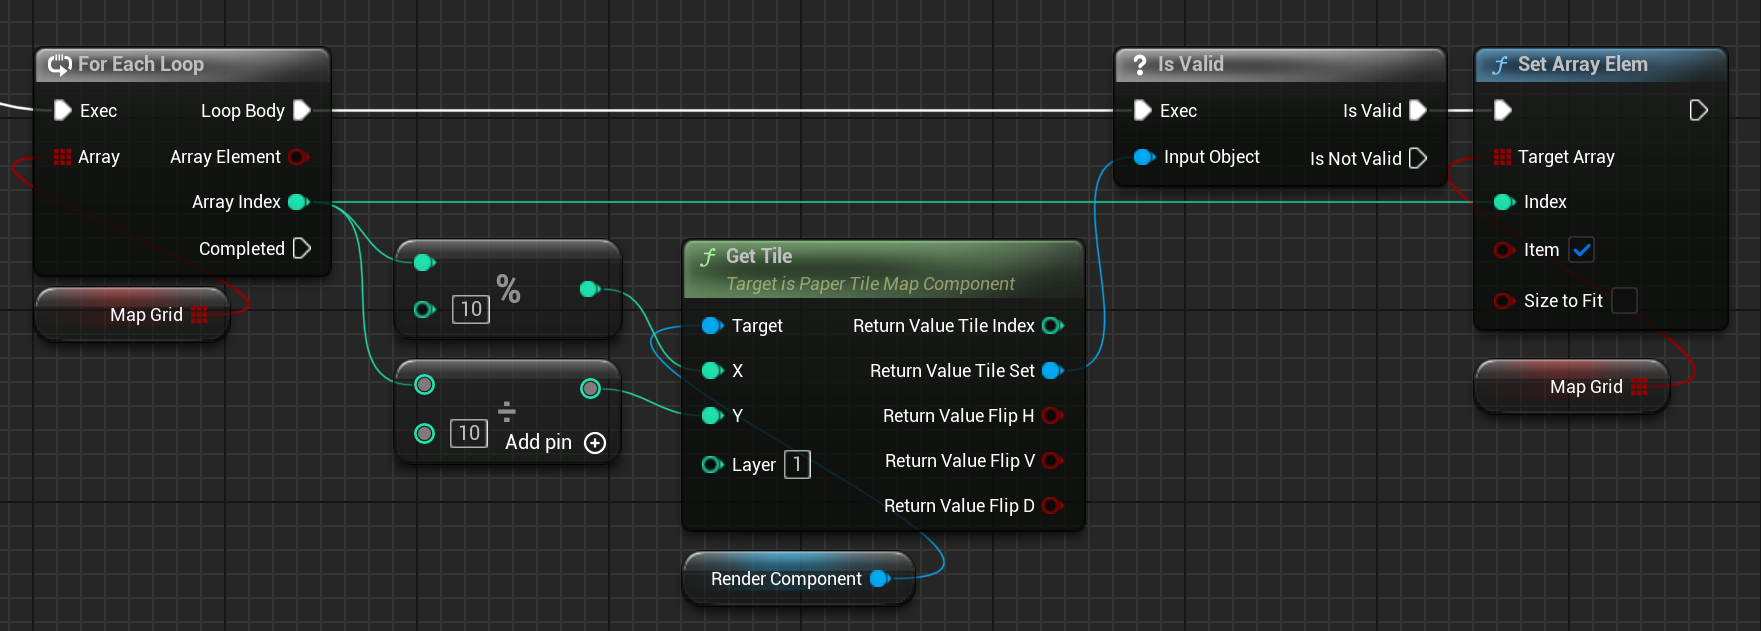 For Each Loop
Exec
Loop Body
Array
Array Element
Array Index
Completed
Map Grid
%
10
÷
10
Add pin
Get Tile
Target is Paper Tile Map Component
Target
Return Value Tile Index
X
Return Value Tile Set
Y
Return Value Flip H
Layer 1
Return Value Flip V
Return Value Flip D
Render Component
? Is Valid
Exec
Is Valid
Input Object
Is Not Valid
f Set Array Elem
Target Array
Index
Item
Size to Fit
Map Grid